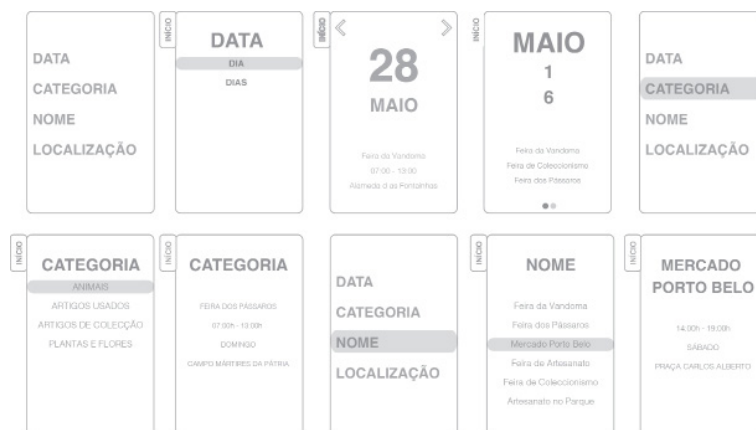 DATA
CATEGORIA
NOME
LOCALIZAÇÃO
INÍCIO
DATA
DIA
DIAS
INÍCIO
28
MAIO
Feira da Vandoma
07:00 - 13:00
Alameda das Fontainhas
INÍCIO
MAIO
1
6
Feira da Vandoma
Feira de Coleccionismo
Feira dos Pássaros
DATA
CATEGORIA
NOME
LOCALIZAÇÃO
INÍCIO
CATEGORIA
ANIMAIS
ARTIGOS USADOS
ARTIGOS DE COLECÇÃO
PLANTAS E FLORES
INÍCIO
CATEGORIA
FEIRA DOS PÁSSAROS
07:00h - 13:00h
DOMINGO
CAMPO MÁRTIRES DA PÁTRIA
DATA
CATEGORIA
NOME
LOCALIZAÇÃO
INÍCIO
NOME
Feira da Vandoma
Feira dos Pássaros
Mercado Porto Belo
Feira de Artesanato
Feira de Coleccionismo
Artesanato no Parque
INÍCIO
MERCADO
PORTO BELO
14:00h - 19:00h
SÁBADO
PRAÇA CARLOS ALBERTO